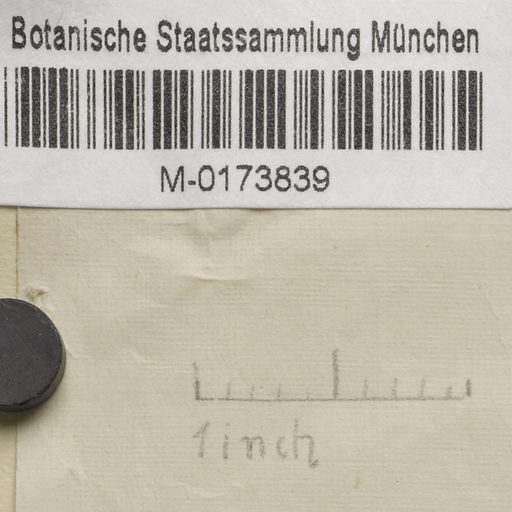 Botanische Staatssammlung München
M-0173839
1 inch